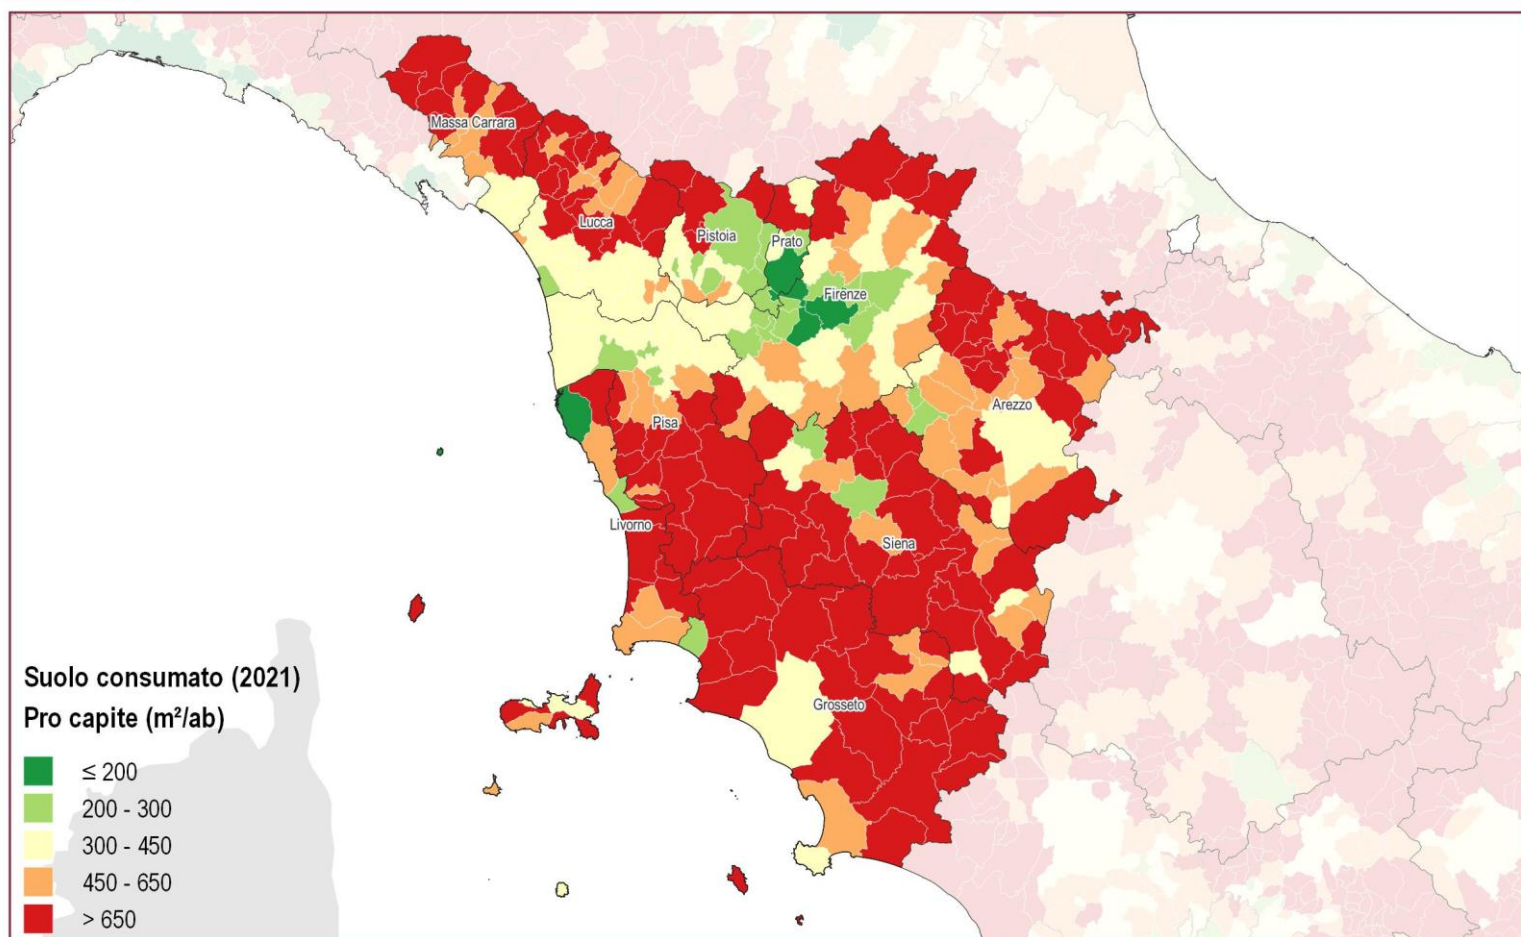 Massa Carrara
Lucca
Pistoia
Prato
Firenze
Arezzo
Pisa
Livorno
Siena
Grosseto
Suolo consumato (2021)
Pro capite (m²/ab)
≤ 200
200 - 300
300 - 450
450 - 650
> 650